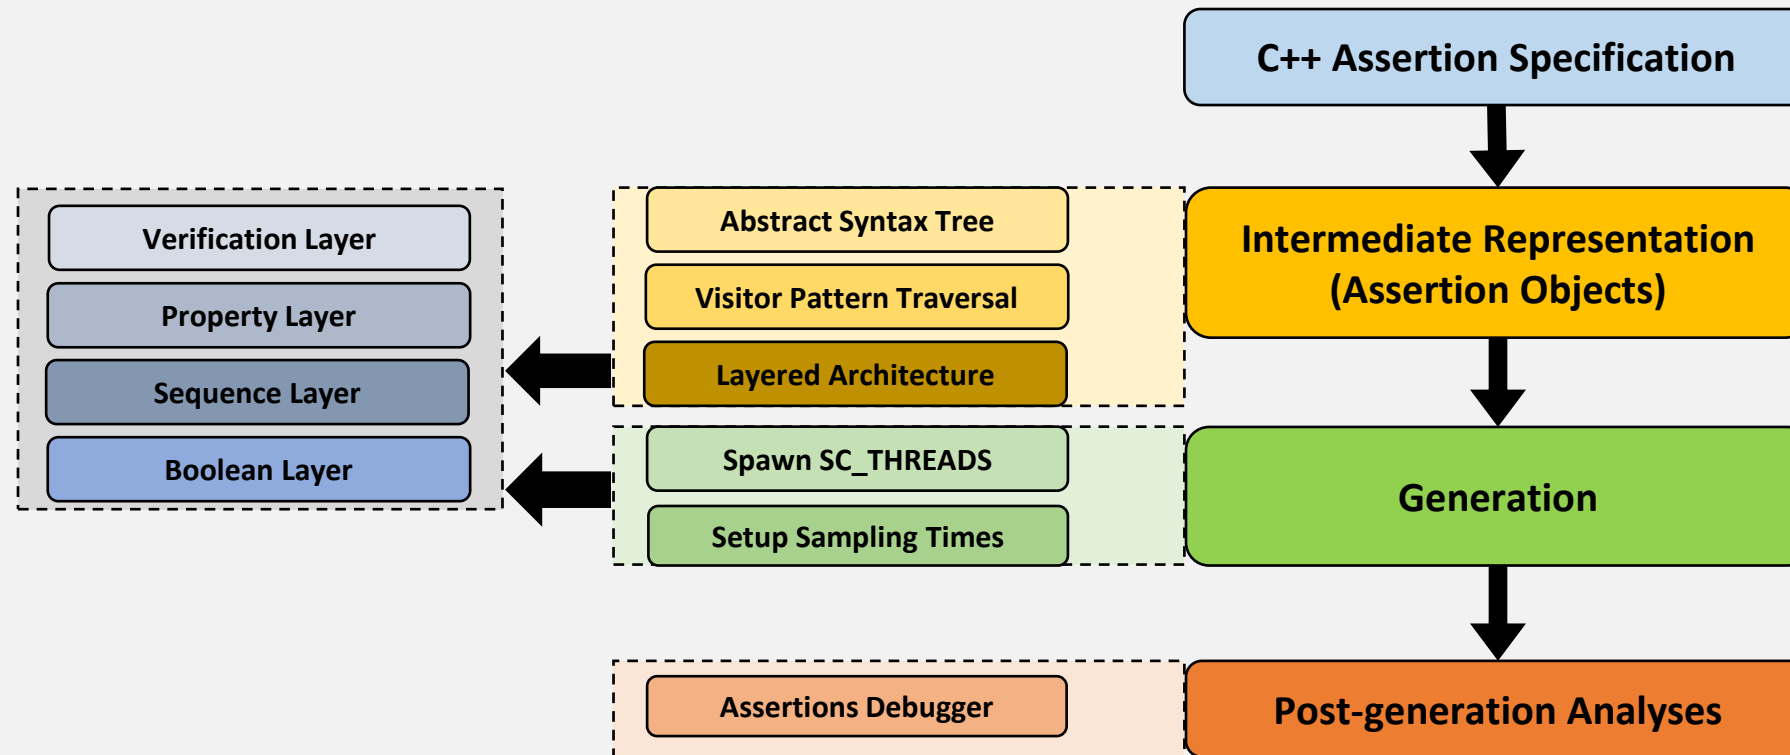 C++ Assertion Specification
Verification Layer
Property Layer
Sequence Layer
Boolean Layer
Abstract Syntax Tree
Visitor Pattern Traversal
Layered Architecture
Intermediate Representation
(Assertion Objects)
Spawn SC_THREADS
Setup Sampling Times
Generation
Assertions Debugger
Post-generation Analyses